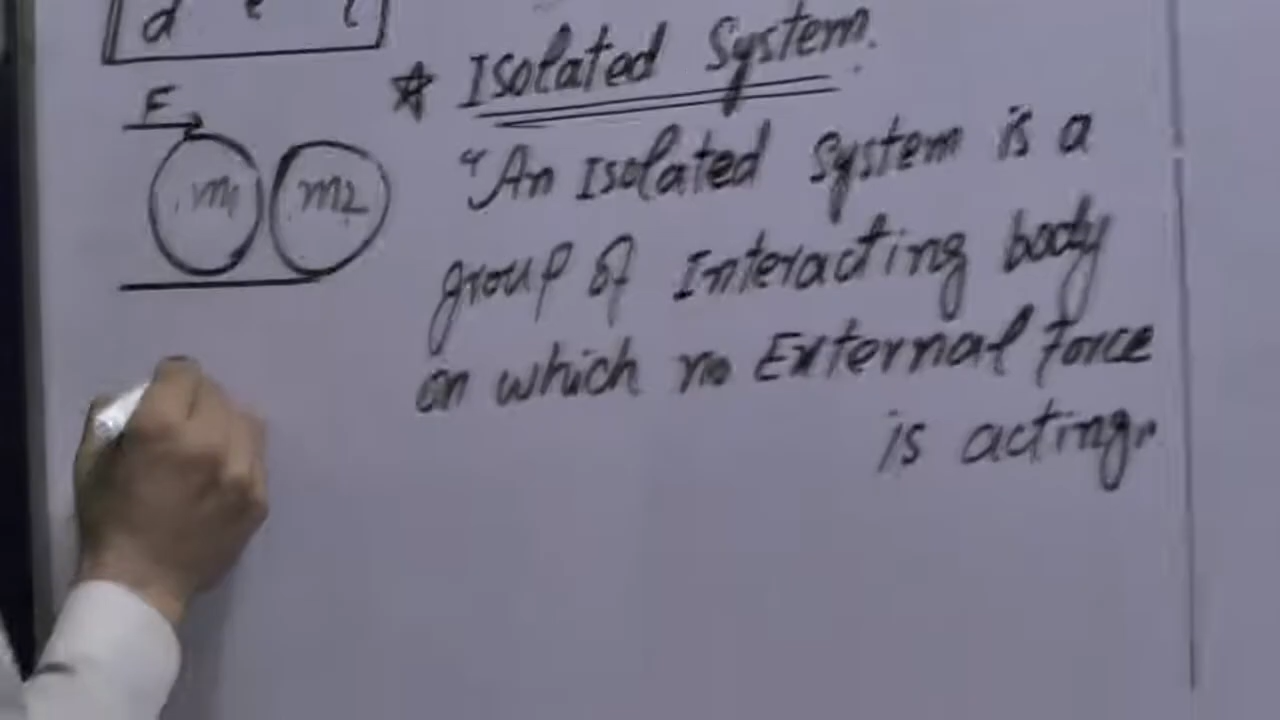 d e l
* Isolated System.
F
m1 m2
"An Isolated System is a
group of Interacting body
on which no External Force
is acting.